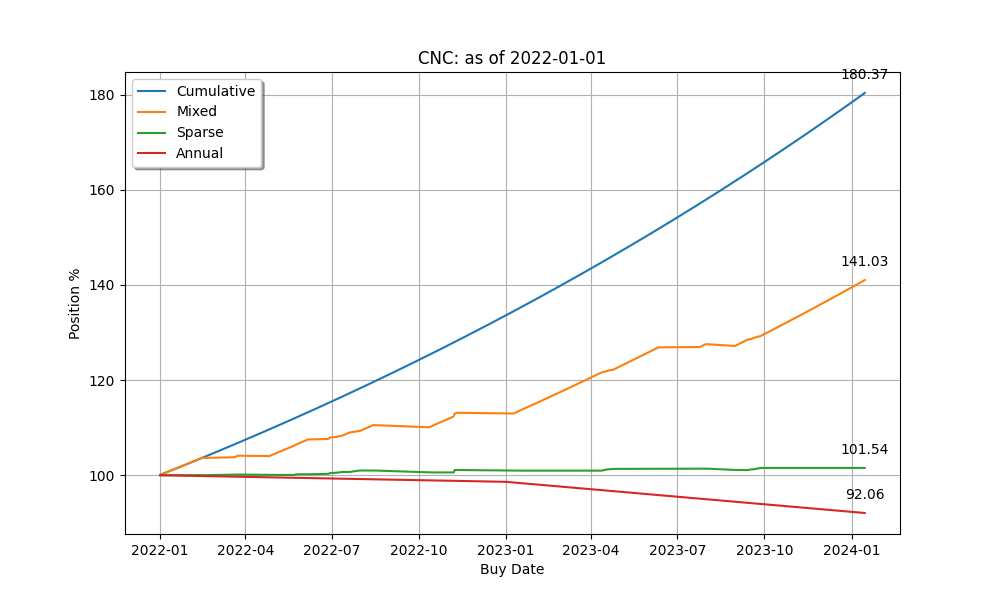 CNC: as of 2022-01-01
180.37
Cumulative
Mixed
Sparse
Annual
180
160
141.03
140
120
101.54
100
92.06
Position %
2022-01 2022-04 2022-07 2022-10 2023-01 2023-04 2023-07 2023-10 2024-01
Buy Date